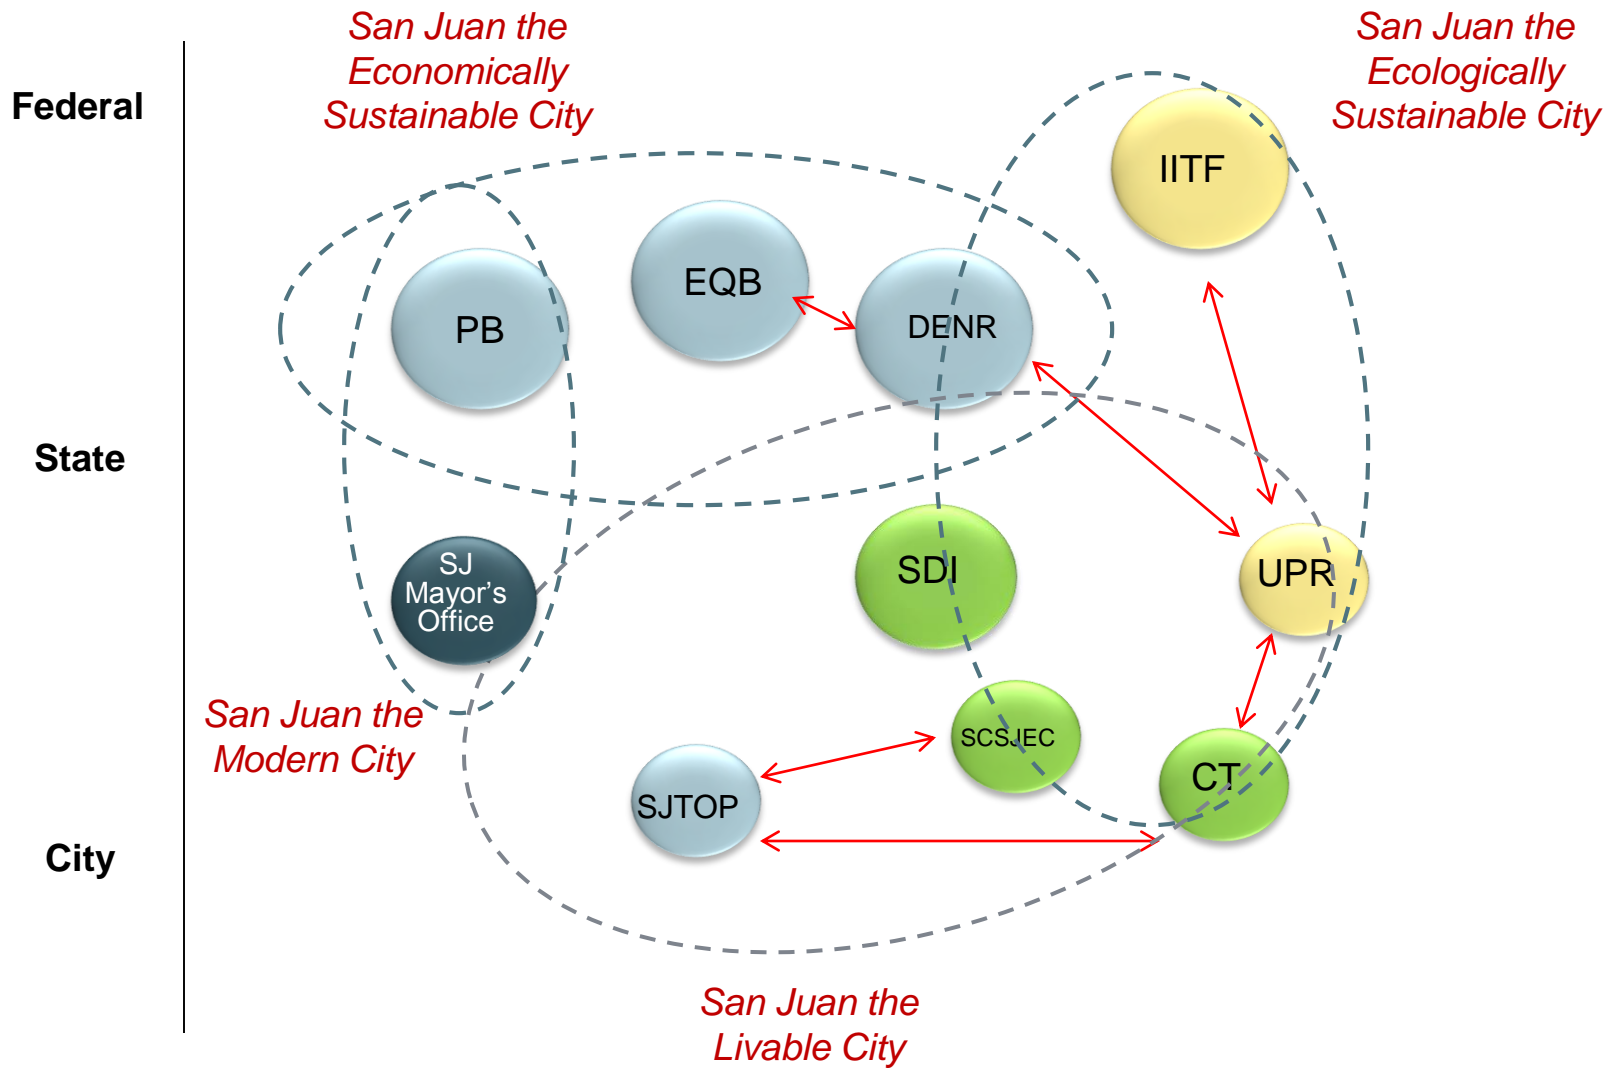 San Juan the
Economically
Sustainable City
San Juan the
Ecologically
Sustainable City
Federal
IITF
EQB
PB
DENR
State
SJ
Mayor's
Office
SDI
UPR
San Juan the
Modern City
SCSJEC
SJTOP
CT
City
San Juan the
Livable City